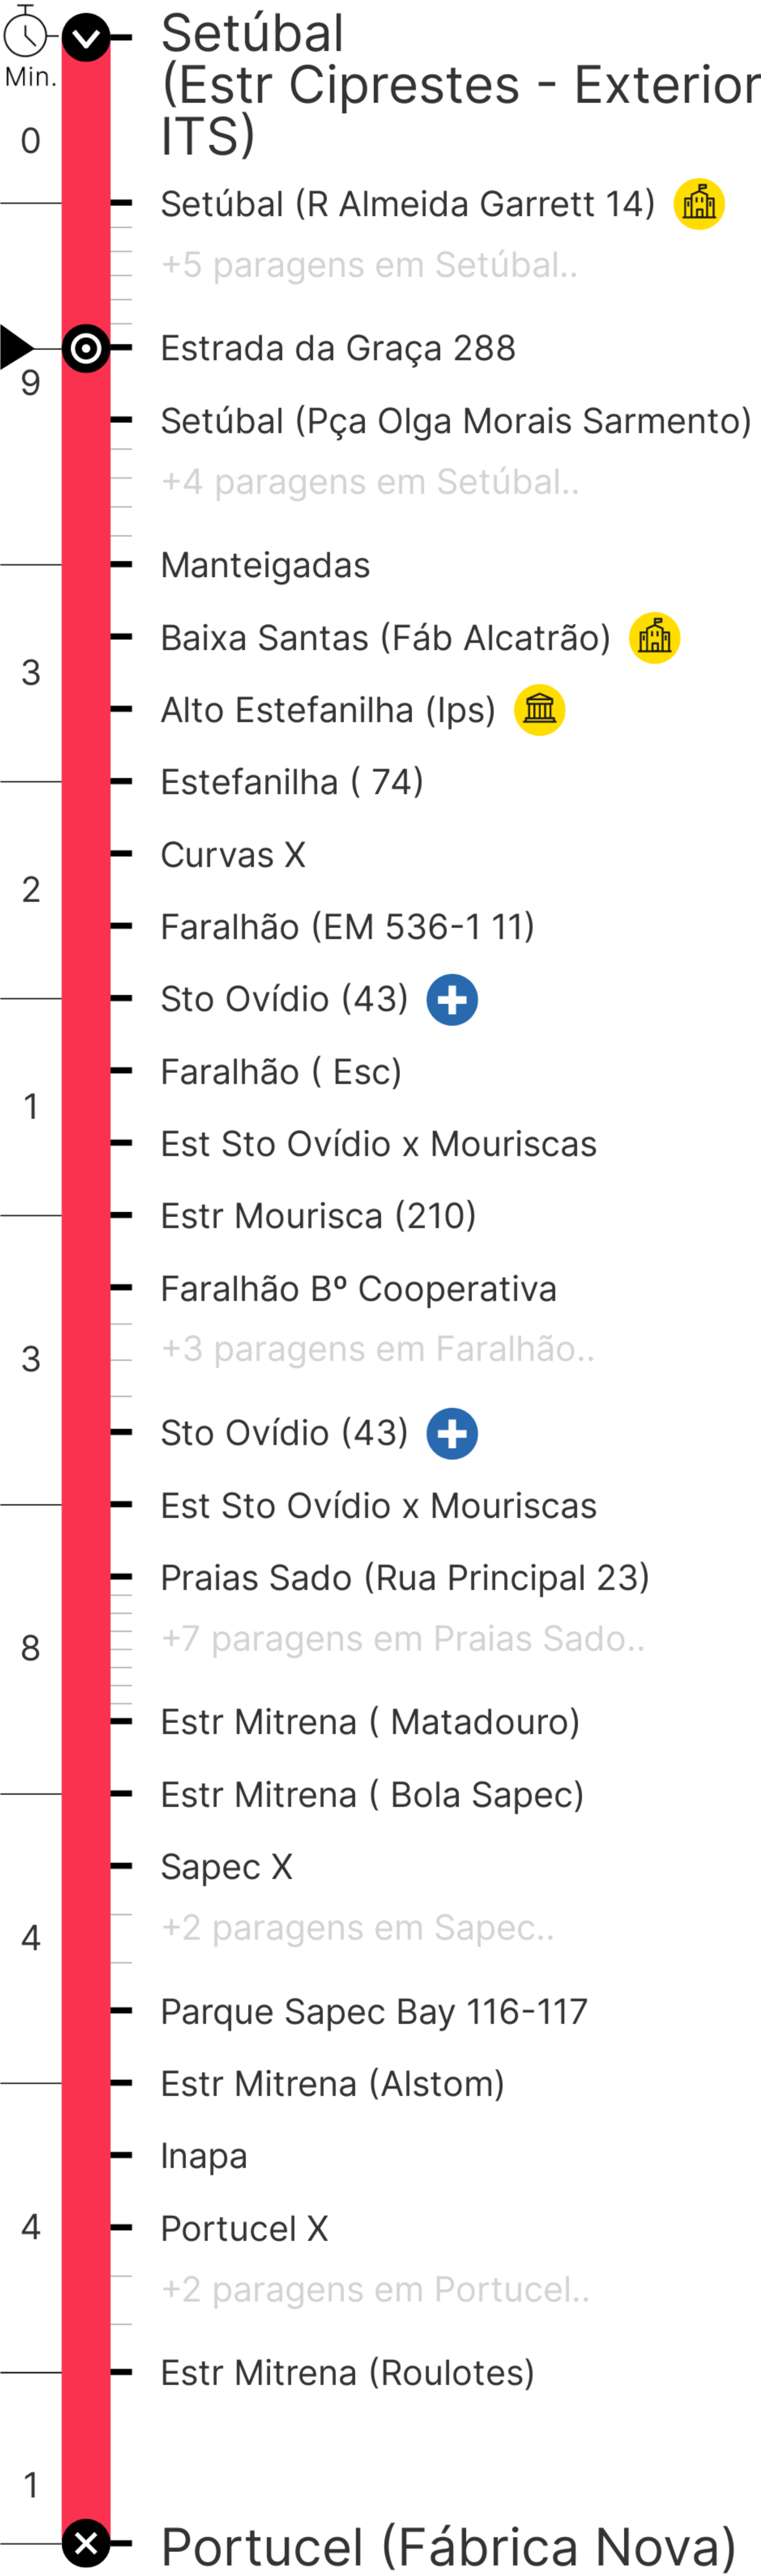 Setúbal
Min.
(Estr Ciprestes - Exterior
ITS)
0
Setúbal (R Almeida Garrett 14)
+5 paragens em Setúbal..
Estrada da Graça 288
9
Setúbal (Pça Olga Morais Sarmento)
+4 paragens em Setúbal..
Manteigadas
Baixa Santas (Fáb Alcatrão)
3
Alto Estefanilha (Ips)
Estefanilha ( 74)
Curvas X
2
Faralhão (EM 536-1 11)
Sto Ovídio (43)
Faralhão ( Esc)
1
Est Sto Ovídio x Mouriscas
Estr Mourisca (210)
Faralhão Bº Cooperativa
+3 paragens em Faralhão..
3
Sto Ovídio (43)
Est Sto Ovídio x Mouriscas
Praias Sado (Rua Principal 23)
+7 paragens em Praias Sado..
8
Estr Mitrena ( Matadouro)
Estr Mitrena ( Bola Sapec)
Sapec X
+2 paragens em Sapec..
4
Parque Sapec Bay 116-117
Estr Mitrena (Alstom)
Inapa
4
Portucel X
+2 paragens em Portucel..
Estr Mitrena (Roulotes)
1
Portucel (Fábrica Nova)